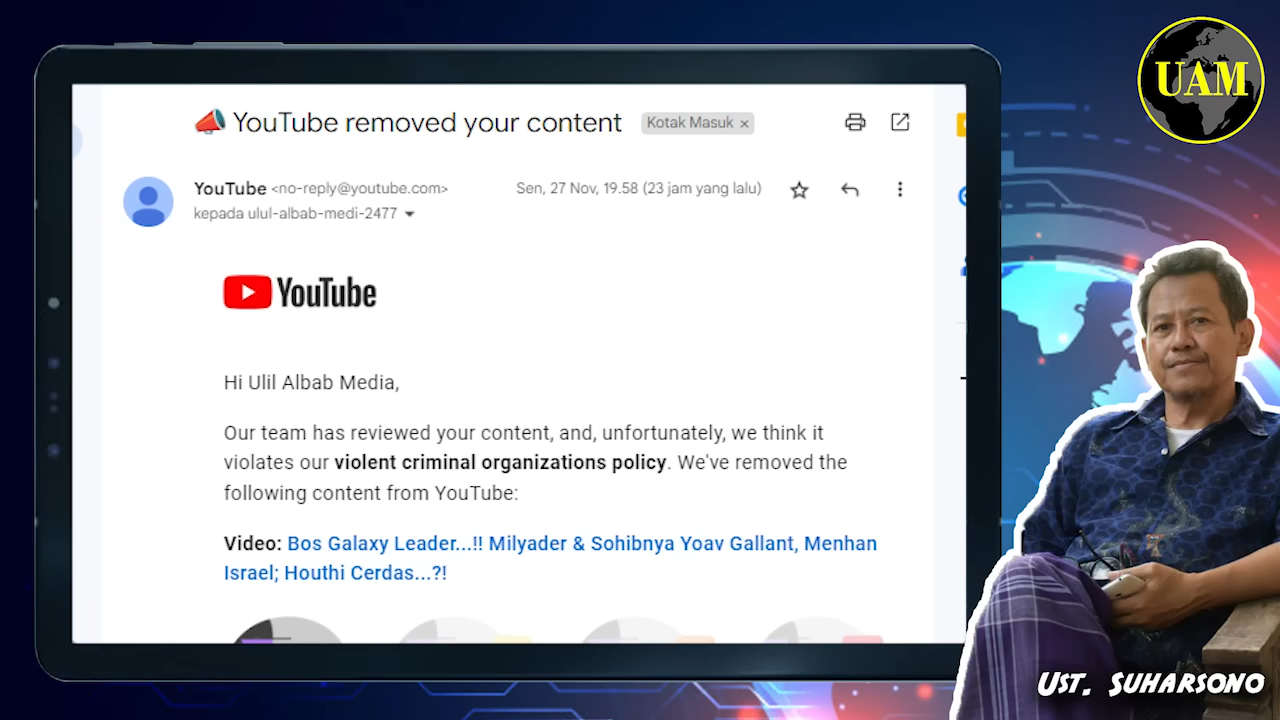 UAM
YouTube removed your content Kotak Masuk ×
YouTube <no-reply@youtube.com> Sen, 27 Nov, 19.58 (23 jam yang lalu)
kepada ulul-albab-medi-2477
YouTube
Hi Ulil Albab Media,
Our team has reviewed your content, and, unfortunately, we think it
violates our violent criminal organizations policy. We've removed the
following content from YouTube:
Video: Bos Galaxy Leader...!! Milyader & Sohibnya Yoav Gallant, Menhan
Israel; Houthi Cerdas...?!
UST. SUHARSONO